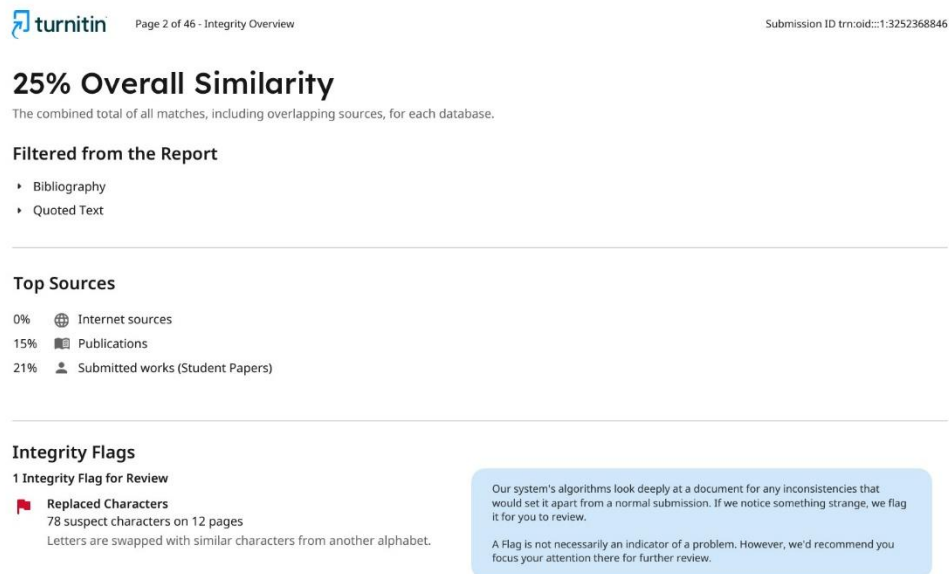 turnitin Page 2 of 46 - Integrity Overview Submission ID trn:oid:::1:3252368846
25% Overall Similarity
The combined total of all matches, including overlapping sources, for each database.
Filtered from the Report
Bibliography
Quoted Text
Top Sources
0% Internet sources
15% Publications
21% Submitted works (Student Papers)
Integrity Flags
1 Integrity Flag for Review
Replaced Characters
78 suspect characters on 12 pages
Letters are swapped with similar characters from another alphabet.
Our system's algorithms look deeply at a document for any inconsistencies that
would set it apart from a normal submission. If we notice something strange, we flag
it for you to review.
A Flag is not necessarily an indicator of a problem. However, we'd recommend you
focus your attention there for further review.